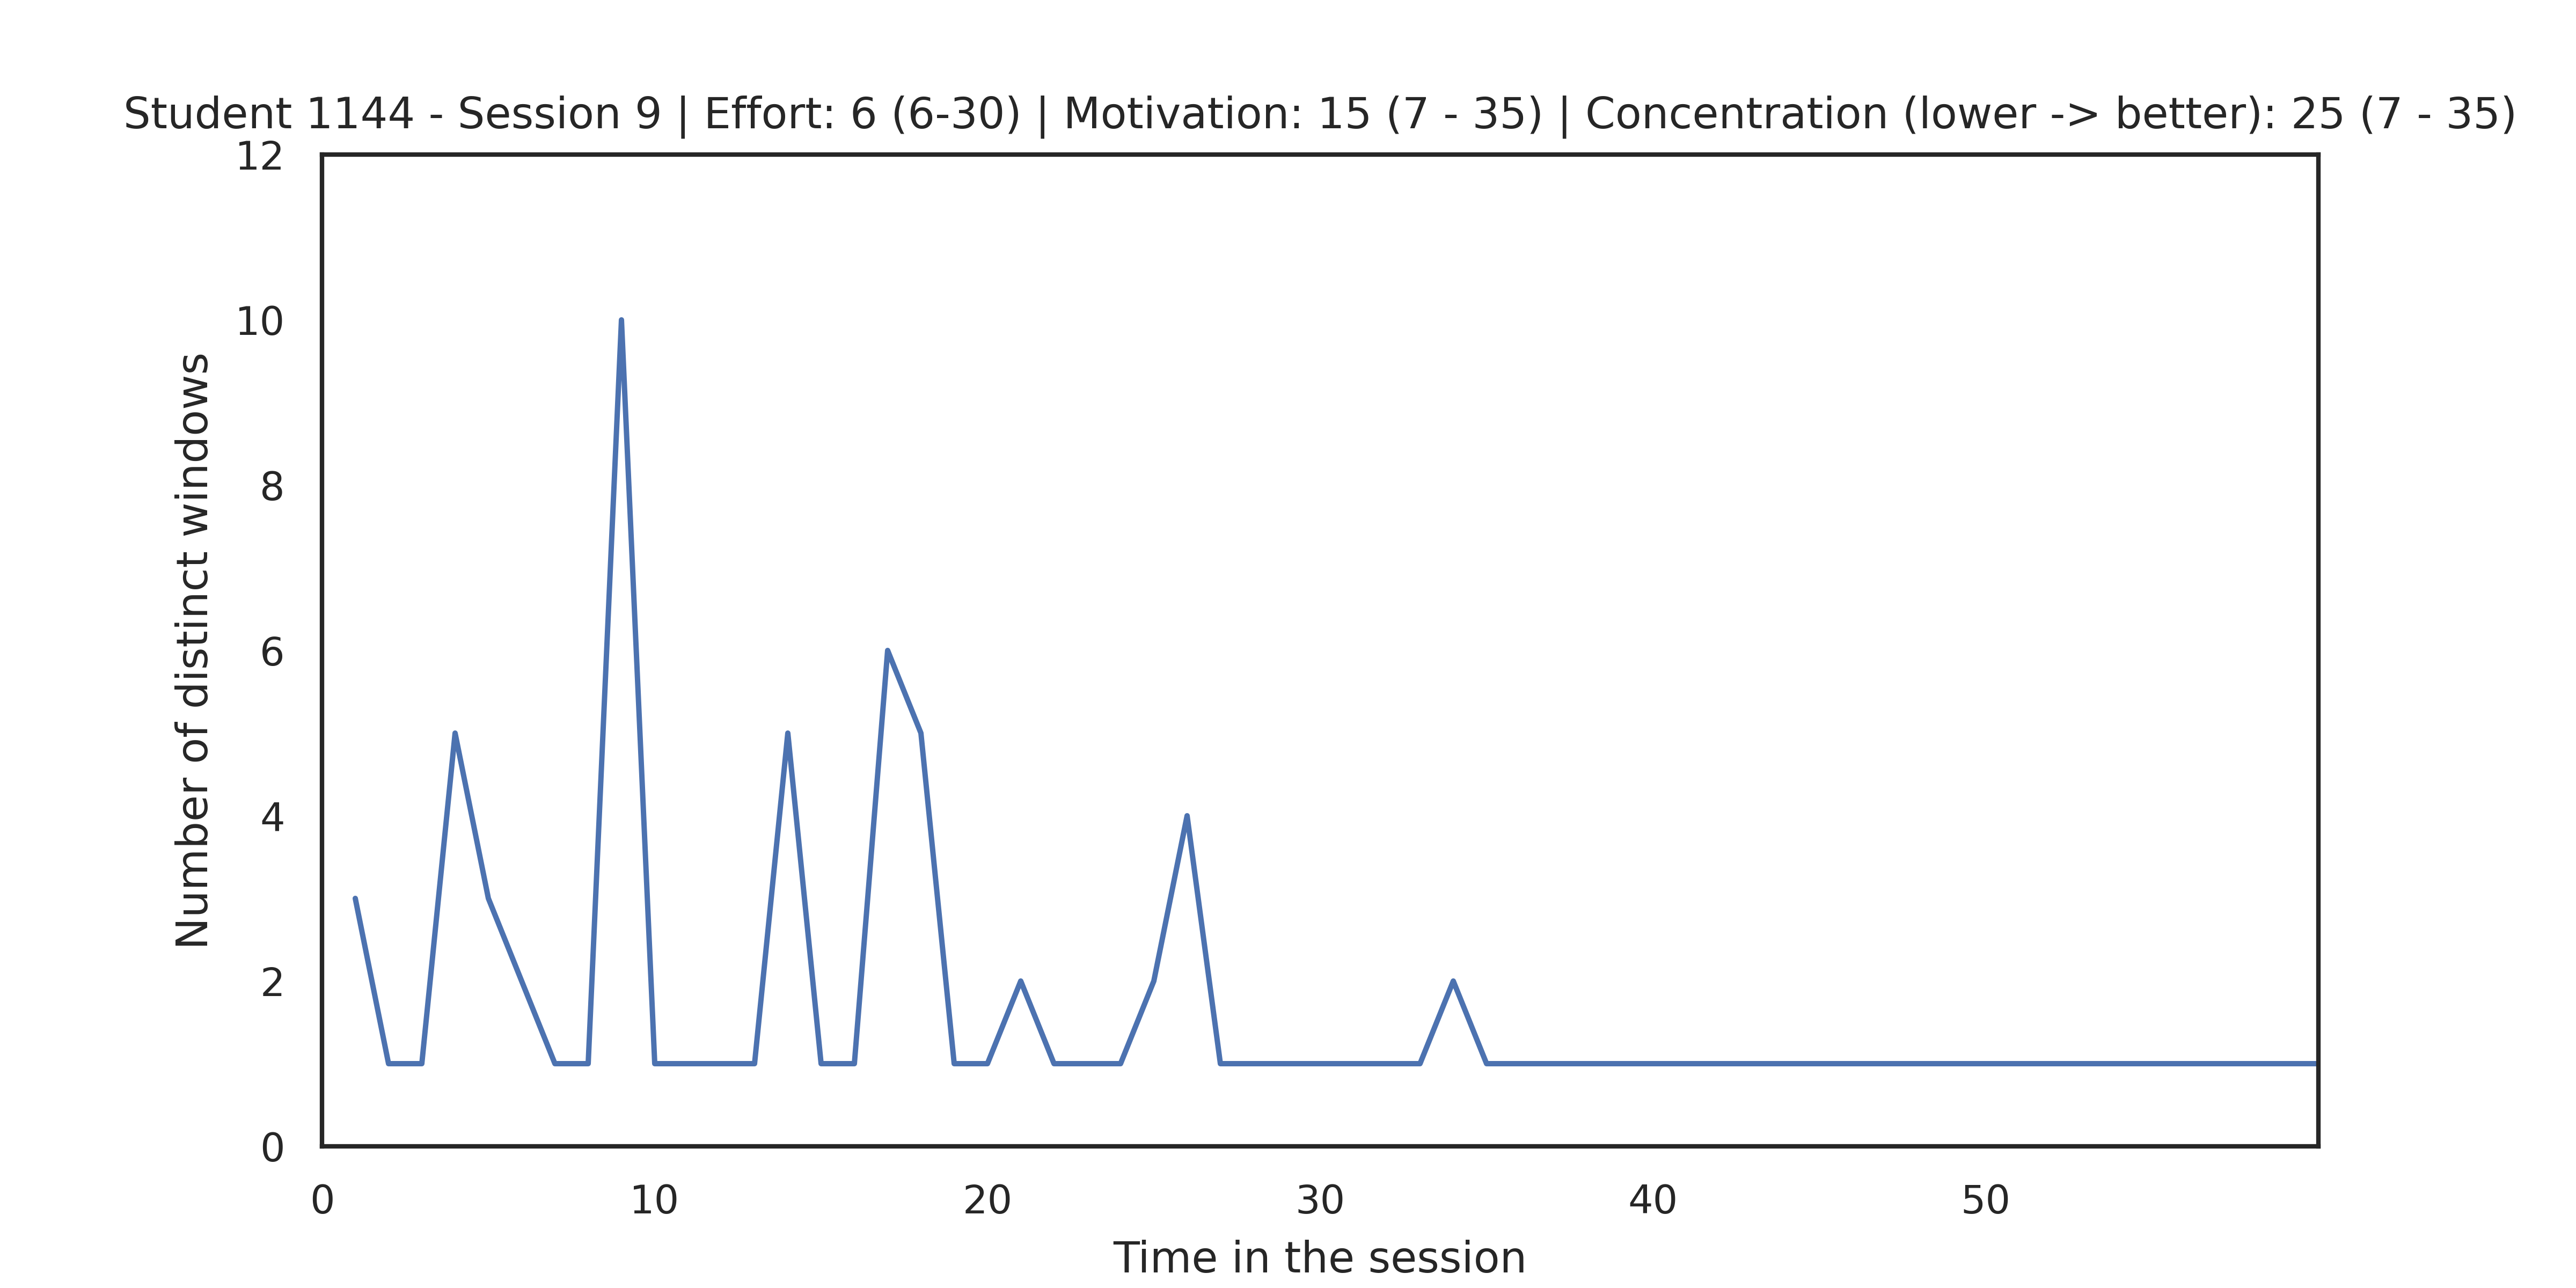 Student 1144 - Session 9 | Effort: 6 (6-30) | Motivation: 15 (7 - 35) | Concentration (lower -> better): 25 (7 - 35)
12
10
8
6
4
2
0
Number of distinct windows
0 10 20 30 40 50
Time in the session